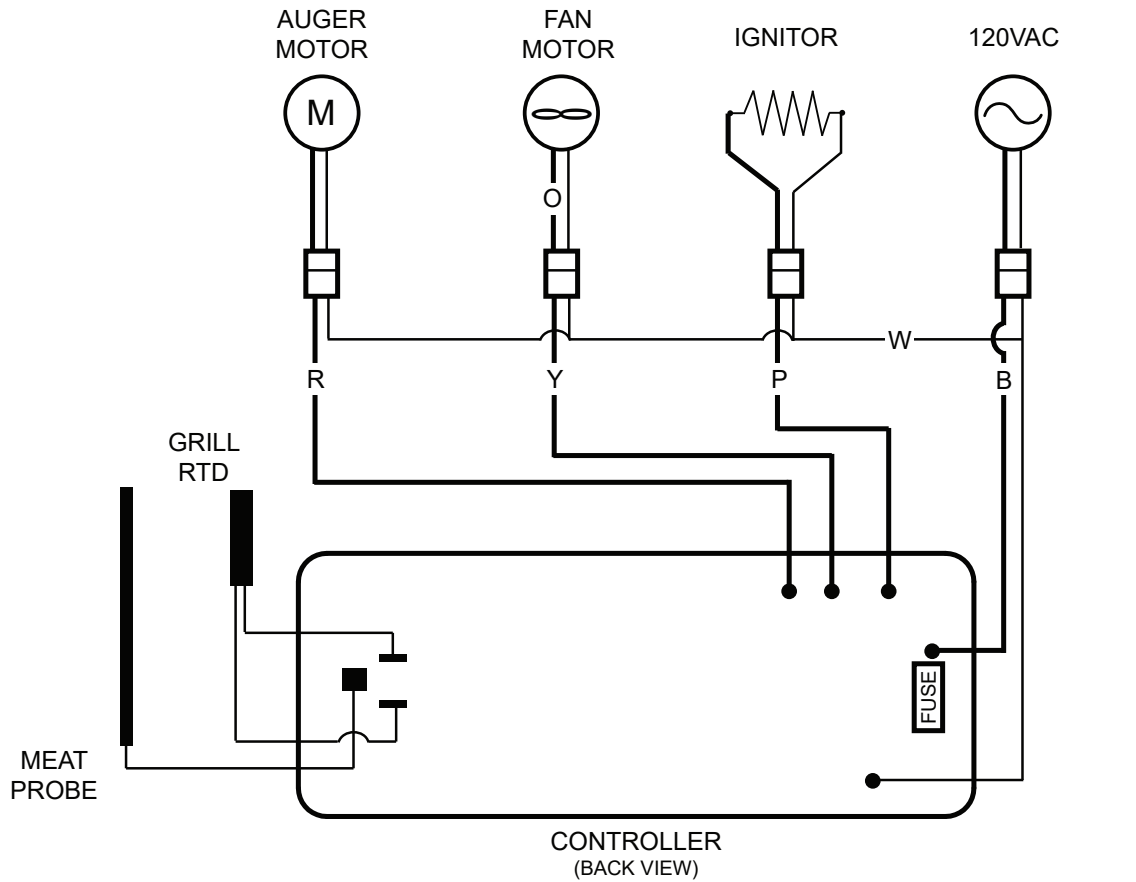 AUGER
MOTOR
FAN
MOTOR
IGNITOR
120VAC
M
O
W
R
Y
P
B
GRILL
RTD
FUSE
MEAT
PROBE
CONTROLLER
(BACK VIEW)